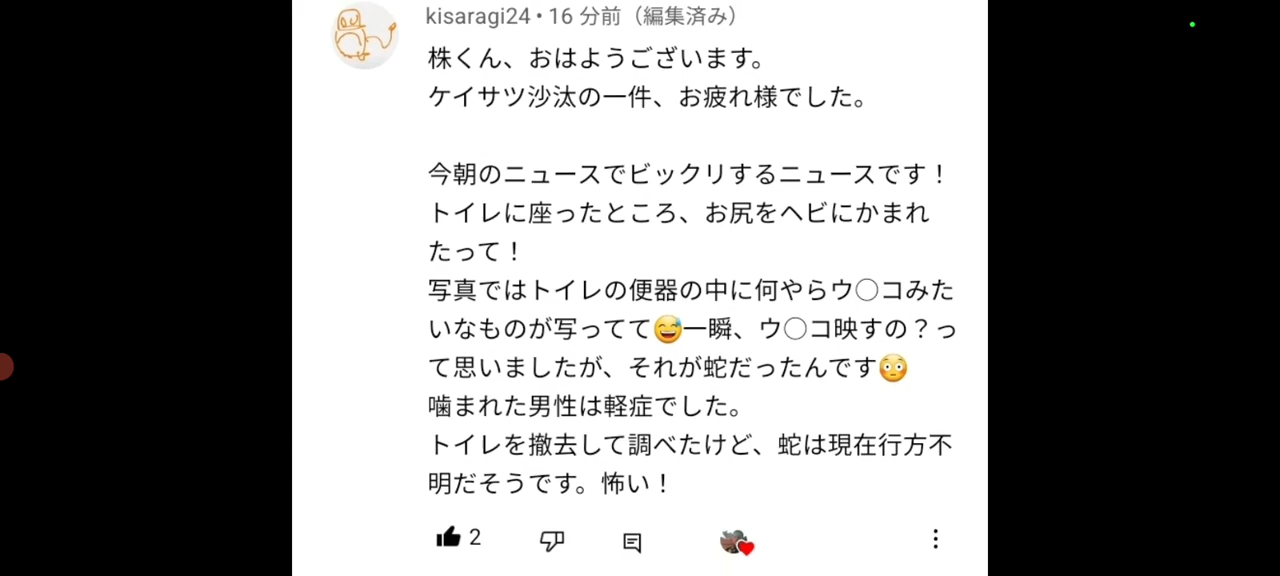 kisaragi24 • 16 分前（編集済み）
株くん、おはようございます。
ケイサツ沙汰の一件、お疲れ様でした。
今朝のニュースでビックリするニュースです！
トイレに座ったところ、お尻をヘビにかまれ
たって！
写真ではトイレの便器の中に何やらウ◯コみた
いなものが写ってて😅一瞬、ウ◯コ映すの？っ
て思いましたが、それが蛇だったんです😳
噛まれた男性は軽症でした。
トイレを撤去して調べたけど、蛇は現在行方不
明だそうです。怖い！
2